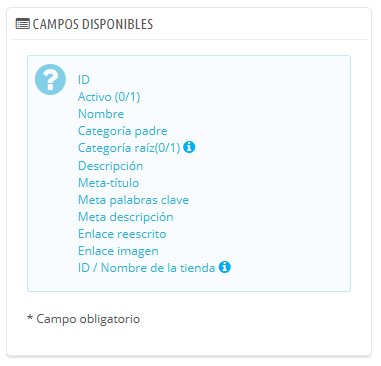 CAMPOS DISPONIBLES
ID
Activo (0/1)
Nombre
Categoría padre
Categoría raíz(0/1)
Descripción
Meta-título
Meta palabras clave
Meta descripción
Enlace reescrito
Enlace imagen
ID / Nombre de la tienda
* Campo obligatorio